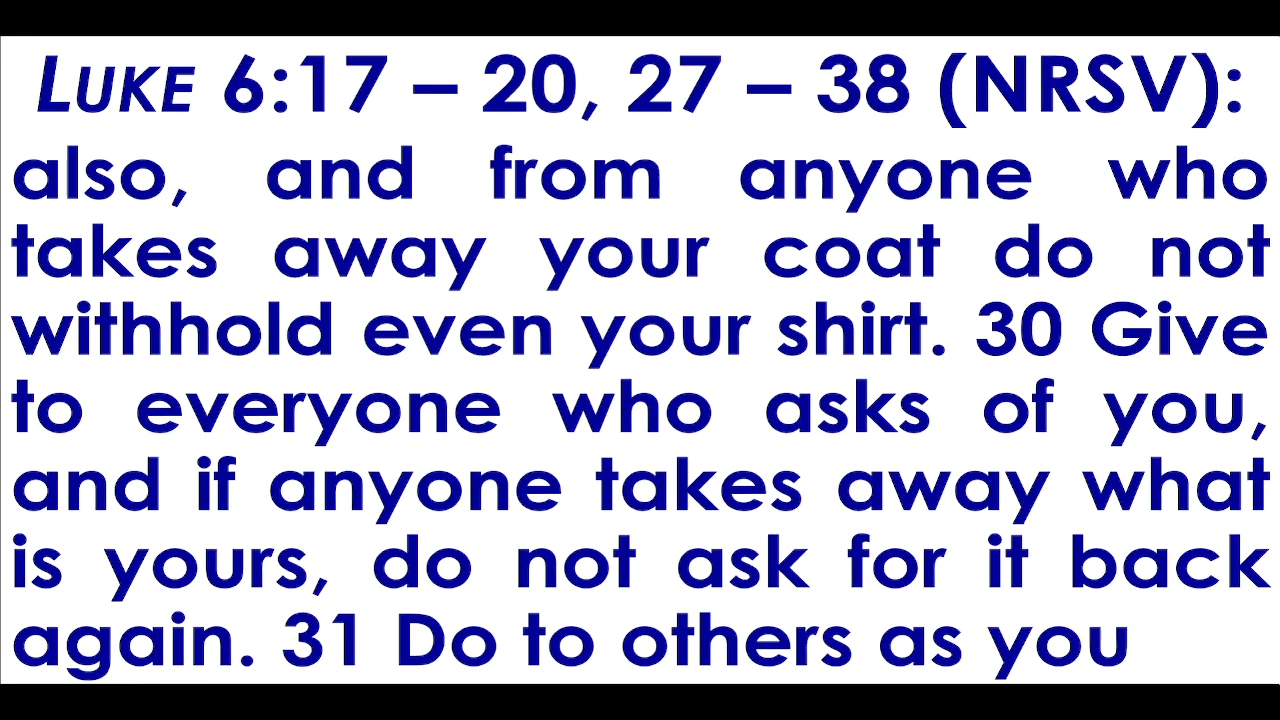 LUKE 6:17 – 20, 27 – 38 (NRSV):
also, and from anyone who
takes away your coat do not
withhold even your shirt. 30 Give
to everyone who asks of you,
and if anyone takes away what
is yours, do not ask for it back
again. 31 Do to others as you